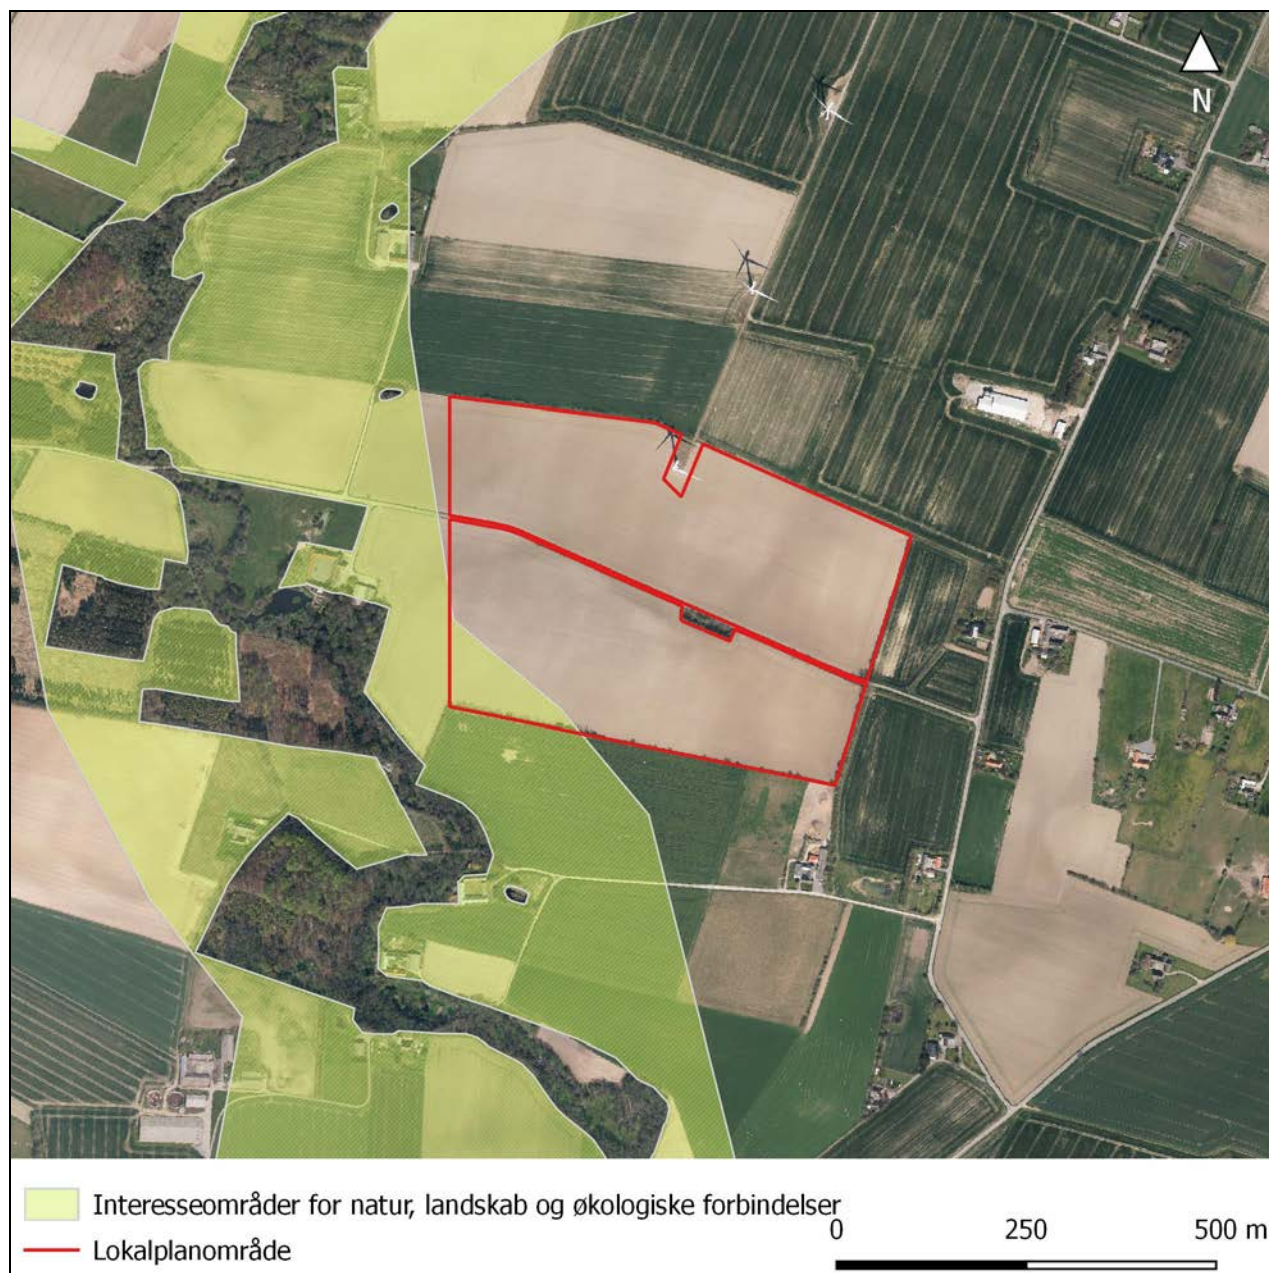 N
Interesseområder for natur, landskab og økologiske forbindelser
Lokalplanområde
0 250 500 m